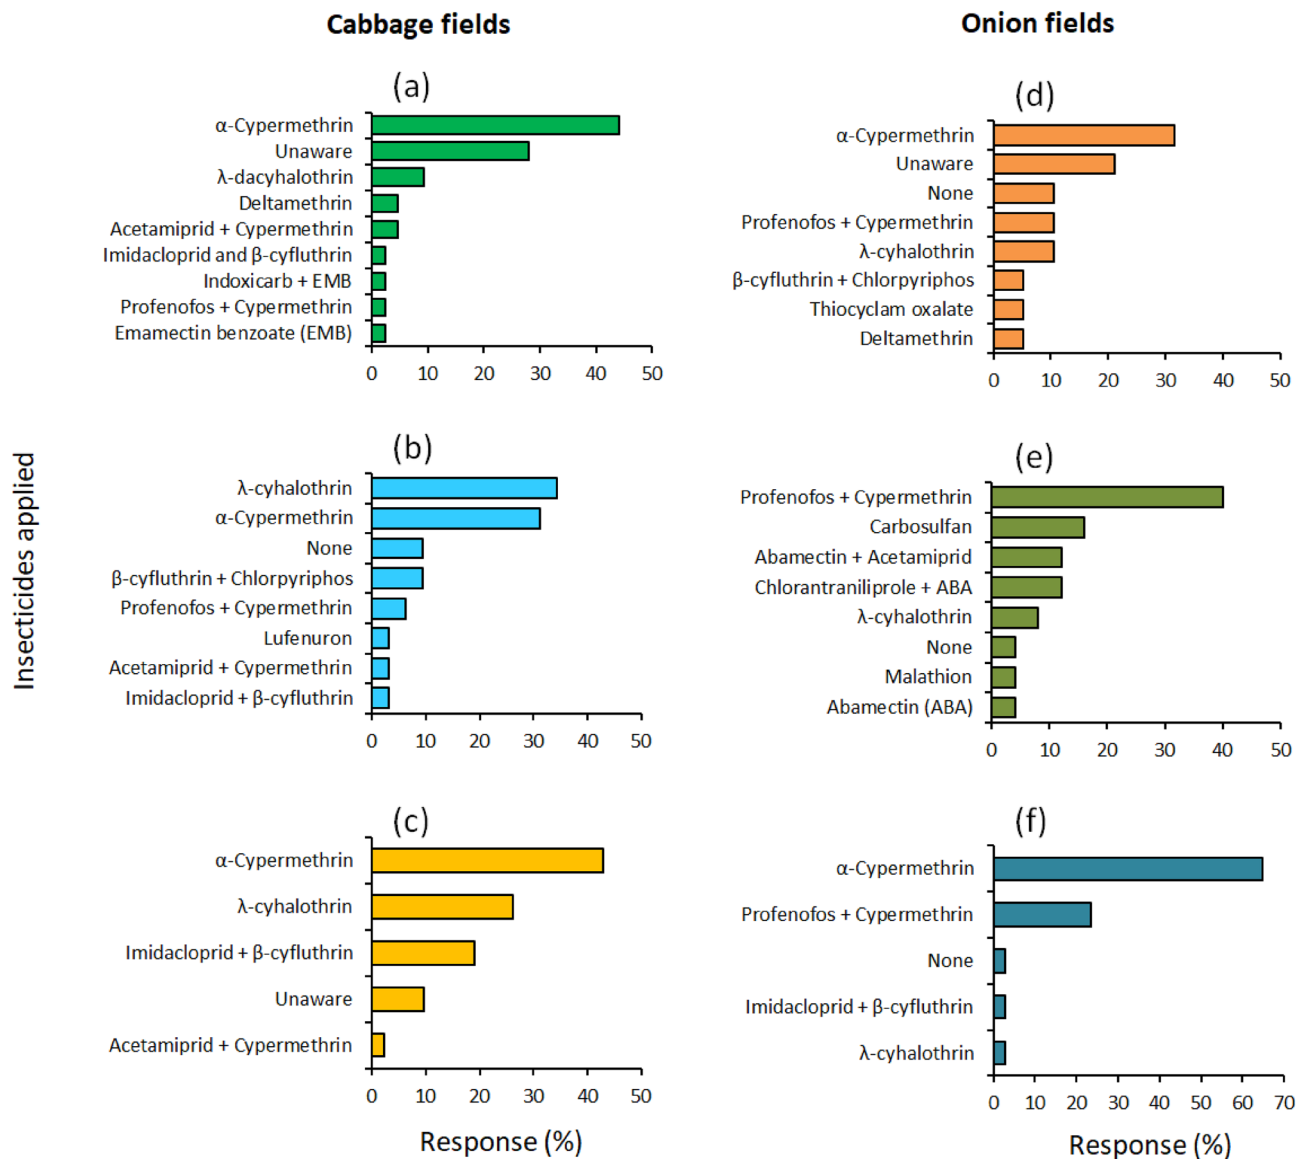 Cabbage fields
Onion fields
Insecticides applied
(a)
α-Cypermethrin
Unaware
λ-dacyhalothrin
Deltamethrin
Acetamiprid + Cypermethrin
Imidacloprid and β-cyfluthrin
Indoxicarb + EMB
Profenofos + Cypermethrin
Emamectin benzoate (EMB)
0 10 20 30 40 50
(b)
λ-cyhalothrin
α-Cypermethrin
None
β-cyfluthrin + Chlorpyriphos
Profenofos + Cypermethrin
Lufenuron
Acetamiprid + Cypermethrin
Imidacloprid + β-cyfluthrin
0 10 20 30 40 50
(c)
α-Cypermethrin
λ-cyhalothrin
Imidacloprid + β-cyfluthrin
Unaware
Acetamiprid + Cypermethrin
0 10 20 30 40 50
Response (%)
(d)
α-Cypermethrin
Unaware
None
Profenofos + Cypermethrin
λ-cyhalothrin
β-cyfluthrin + Chlorpyriphos
Thiocyclam oxalate
Deltamethrin
0 10 20 30 40 50
(e)
Profenofos + Cypermethrin
Carbosulfan
Abamectin + Acetamiprid
Chlorantraniliprole + ABA
λ-cyhalothrin
None
Malathion
Abamectin (ABA)
0 10 20 30 40 50
(f)
α-Cypermethrin
Profenofos + Cypermethrin
None
Imidacloprid + β-cyfluthrin
λ-cyhalothrin
0 10 20 30 40 50 60 70
Response (%)